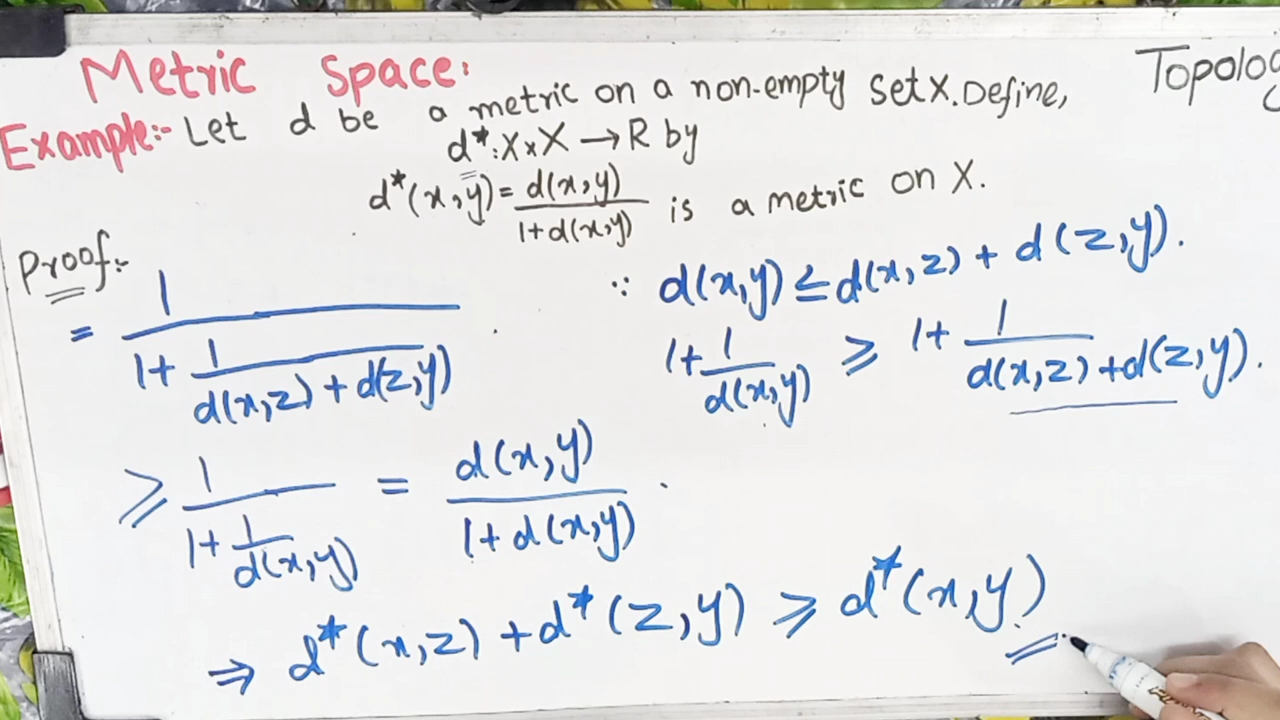 Metric Space:
Topolog
Example:- Let d be a metric on a non-empty set X. Define,
d*: X × X → R by
d*(x,y) = d(x,y) / 1+d(x,y) is a metric on X.
Proof:-
= 1 / 1 + 1 / d(x,z) + d(z,y)
∵ d(x,y) ≤ d(x,z) + d(z,y).
1 + 1 / d(x,y) ≥ 1 + 1 / d(x,z) + d(z,y).
≥ 1 / 1 + 1 / d(x,y) = d(x,y) / 1 + d(x,y) .
⇒ d*(x,z) + d*(z,y) ≥ d*(x,y)